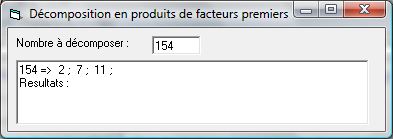 Décomposition en produits de facteurs premiers
Nombre à décomposer : 154
154 => 2 ; 7 ; 11 ;
Resultats :